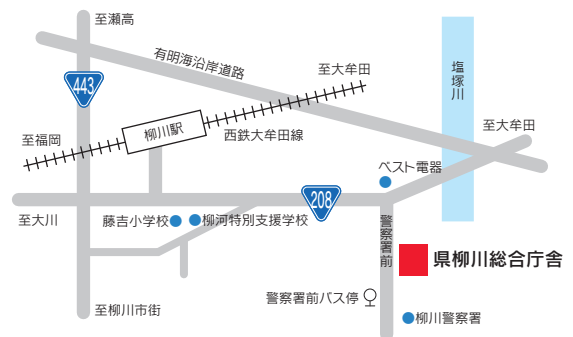 至瀬高
有明海沿岸道路
443
至大牟田
塩塚川
柳川駅
至福岡
西鉄大牟田線
至大牟田
ベスト電器
208
至大川
藤吉小学校
柳河特別支援学校
警察署前
県柳川総合庁舎
警察署前バス停
至柳川市街
柳川警察署